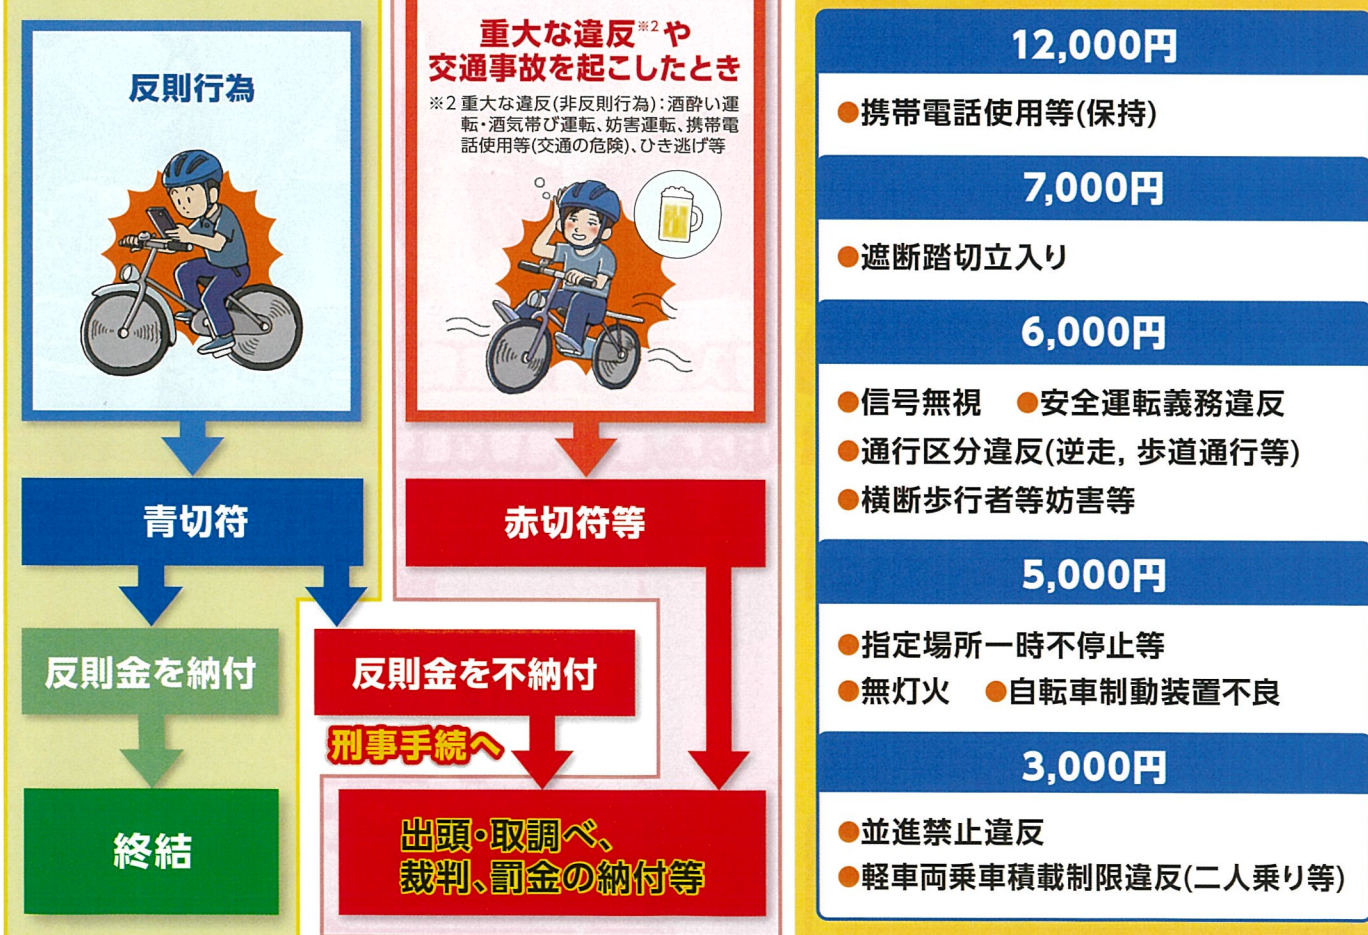 反則行為
重大な違反※2や
交通事故を起こしたとき
※2 重大な違反(非反則行為):酒酔い運
転・酒気帯び運転、妨害運転、携帯電
話使用等(交通の危険)、ひき逃げ等
青切符
赤切符等
反則金を納付
反則金を不納付
刑事手続へ
終結
出頭・取調べ、
裁判、罰金の納付等
12,000円
●携帯電話使用等(保持)
7,000円
●遮断踏切立入り
6,000円
●信号無視 ●安全運転義務違反
●通行区分違反(逆走, 歩道通行等)
●横断歩行者等妨害等
5,000円
●指定場所一時不停止等
●無灯火 ●自転車制動装置不良
3,000円
●並進禁止違反
●軽車両乗車積載制限違反(二人乗り等)